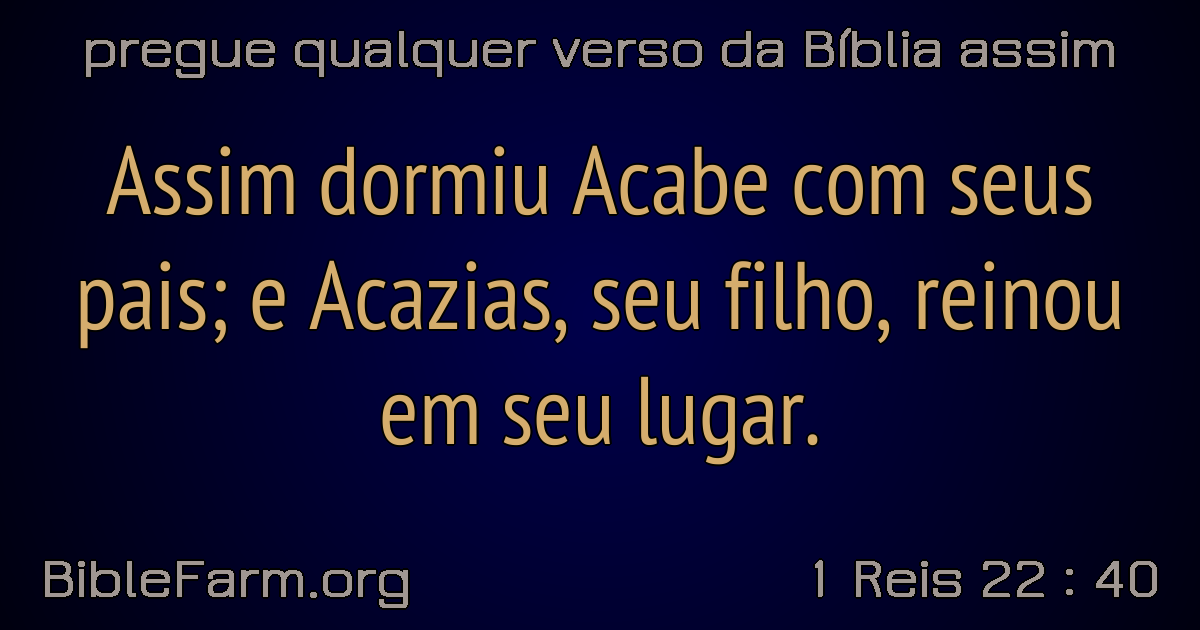 pregue qualquer verso da Bíblia assim
Assim dormiu Acabe com seus
pais; e Acazias, seu filho, reinou
em seu lugar.
BibleFarm.org
1 Reis 22 : 40